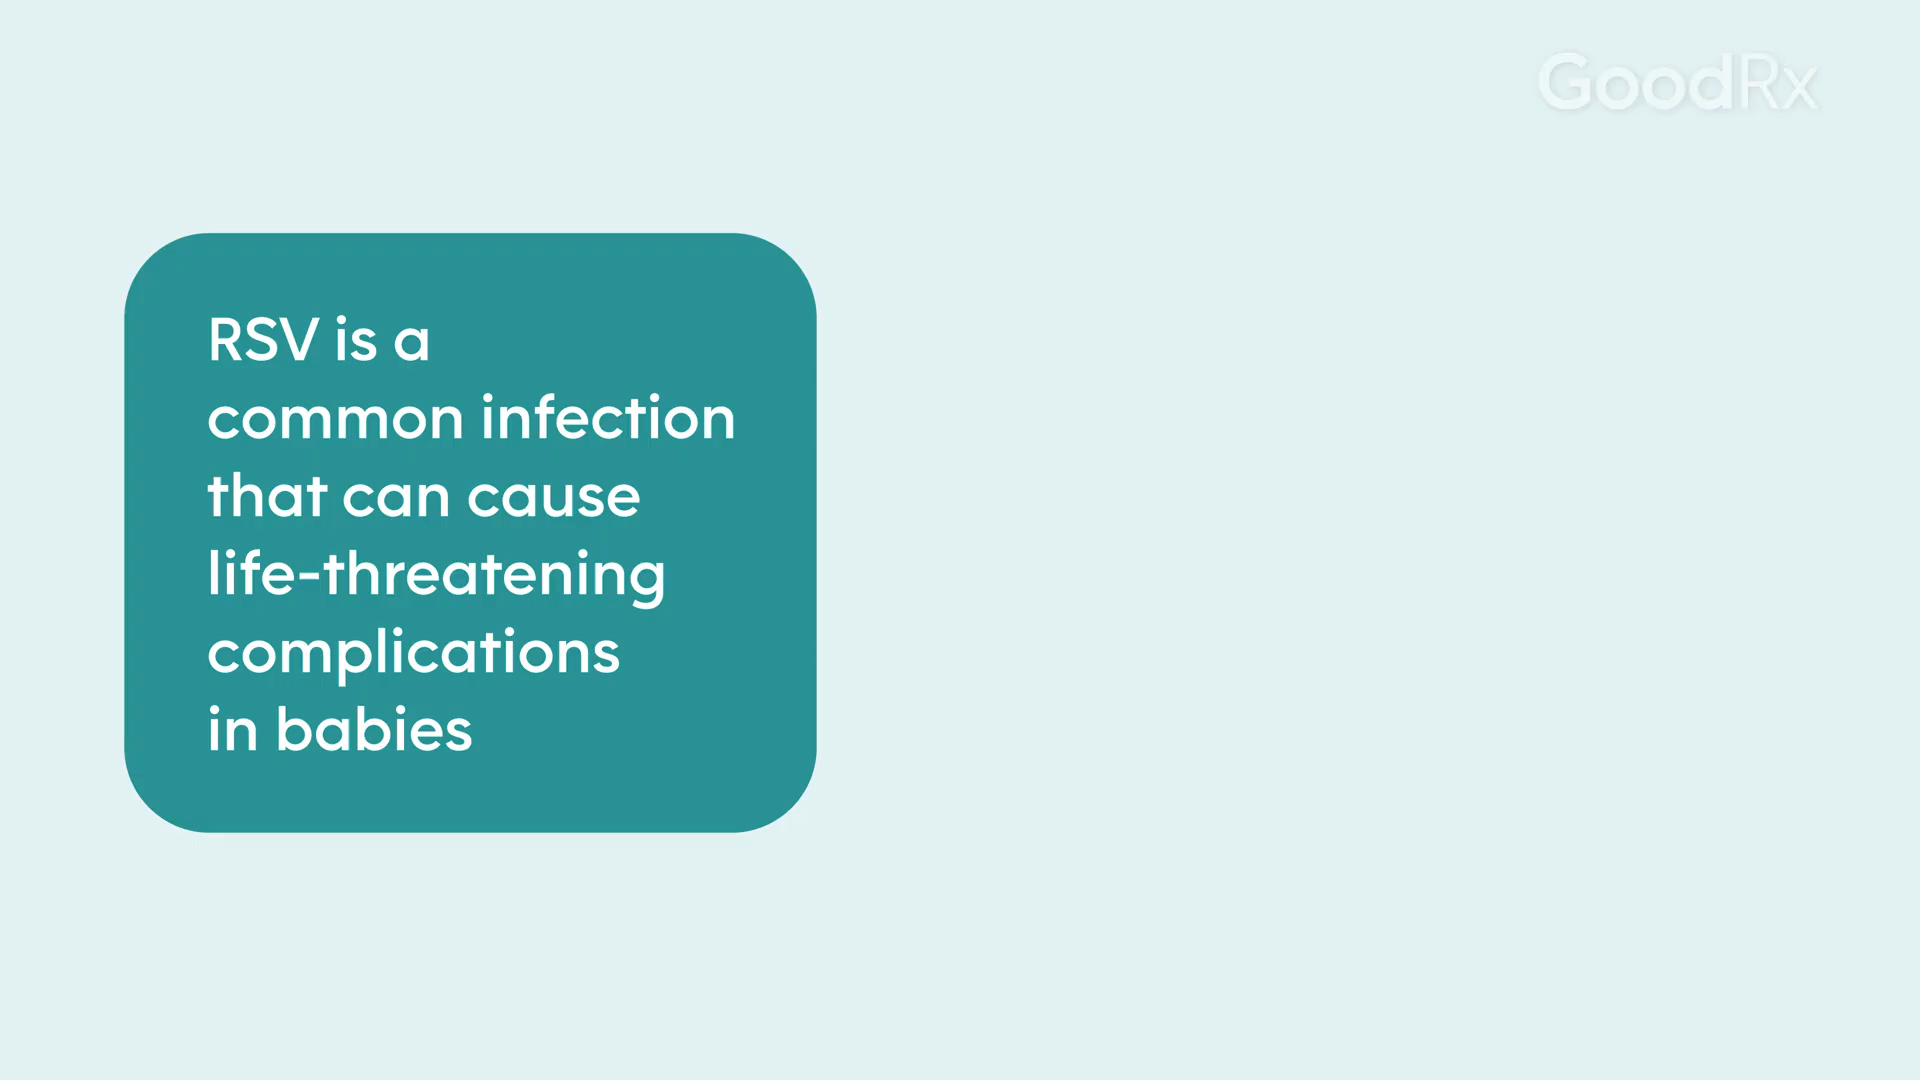 GoodRx
RSV is a
common infection
that can cause
life-threatening
complications
in babies